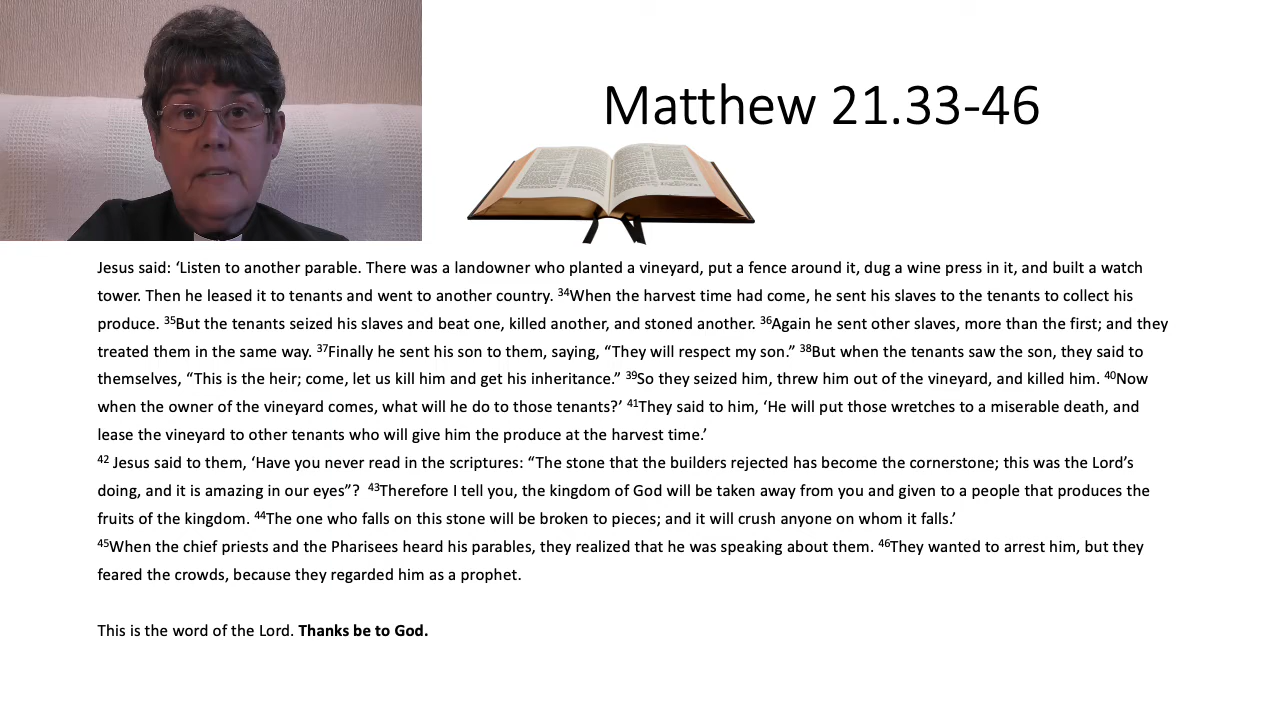 Matthew 21.33-46
Jesus said: ‘Listen to another parable. There was a landowner who planted a vineyard, put a fence around it, dug a wine press in it, and built a watch
tower. Then he leased it to tenants and went to another country. ³⁴When the harvest time had come, he sent his slaves to the tenants to collect his
produce. ³⁵But the tenants seized his slaves and beat one, killed another, and stoned another. ³⁶Again he sent other slaves, more than the first; and they
treated them in the same way. ³⁷Finally he sent his son to them, saying, “They will respect my son.” ³⁸But when the tenants saw the son, they said to
themselves, “This is the heir; come, let us kill him and get his inheritance.” ³⁹So they seized him, threw him out of the vineyard, and killed him. ⁴⁰Now
when the owner of the vineyard comes, what will he do to those tenants?’ ⁴¹They said to him, ‘He will put those wretches to a miserable death, and
lease the vineyard to other tenants who will give him the produce at the harvest time.’
⁴² Jesus said to them, ‘Have you never read in the scriptures: “The stone that the builders rejected has become the cornerstone; this was the Lord’s
doing, and it is amazing in our eyes”? ⁴³Therefore I tell you, the kingdom of God will be taken away from you and given to a people that produces the
fruits of the kingdom. ⁴⁴The one who falls on this stone will be broken to pieces; and it will crush anyone on whom it falls.’
⁴⁵When the chief priests and the Pharisees heard his parables, they realized that he was speaking about them. ⁴⁶They wanted to arrest him, but they
feared the crowds, because they regarded him as a prophet.
This is the word of the Lord. Thanks be to God.